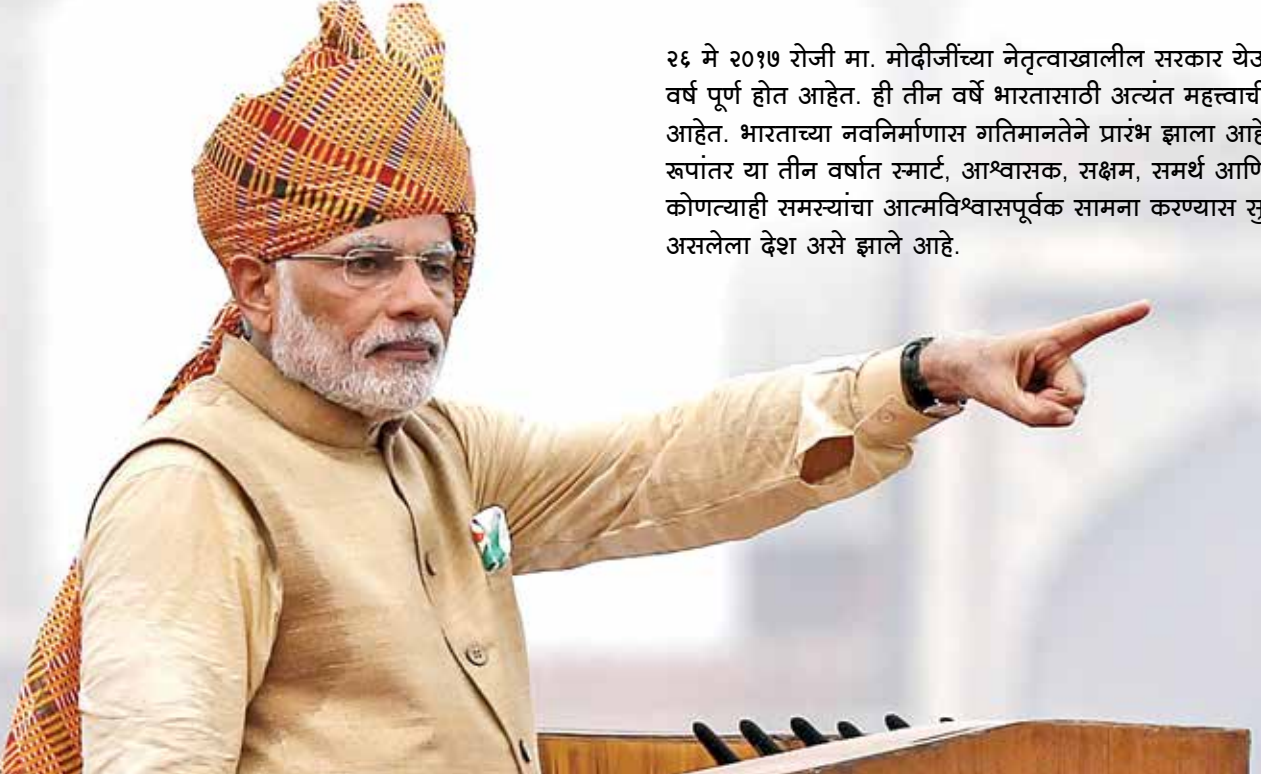 २६ मे २०१७ रोजी मा. मोदीजींच्या नेतृत्वाखालील सरकार
वर्ष पूर्ण होत आहेत. ही तीन वर्षे भारतासाठी अत्यंत
आहेत. भारताच्या नवनिर्माणास गतिमानतेने प्रारंभ झाला
रूपांतर या तीन वर्षात स्मार्ट, आश्वासक, सक्षम, समर्थ
कोणत्याही समस्यांचा आत्मविश्वासपूर्वक सामना करण्यास
असलेला देश असे झाले आहे.